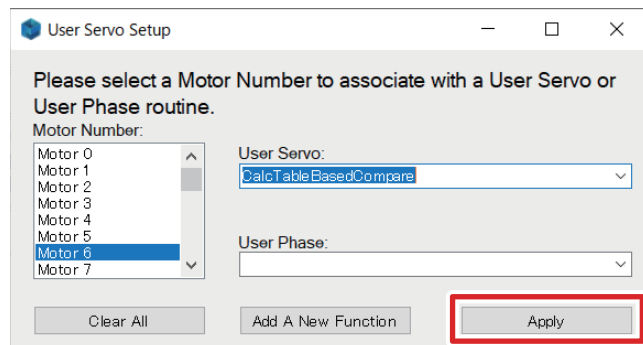 User Servo Setup
Please select a Motor Number to associate with a User Servo or
User Phase routine.
Motor Number:
Motor 0
Motor 1
Motor 2
Motor 3
Motor 4
Motor 5
Motor 6
Motor 7
User Servo:
CalcTableBasedCompare
User Phase:
Clear All
Add A New Function
Apply